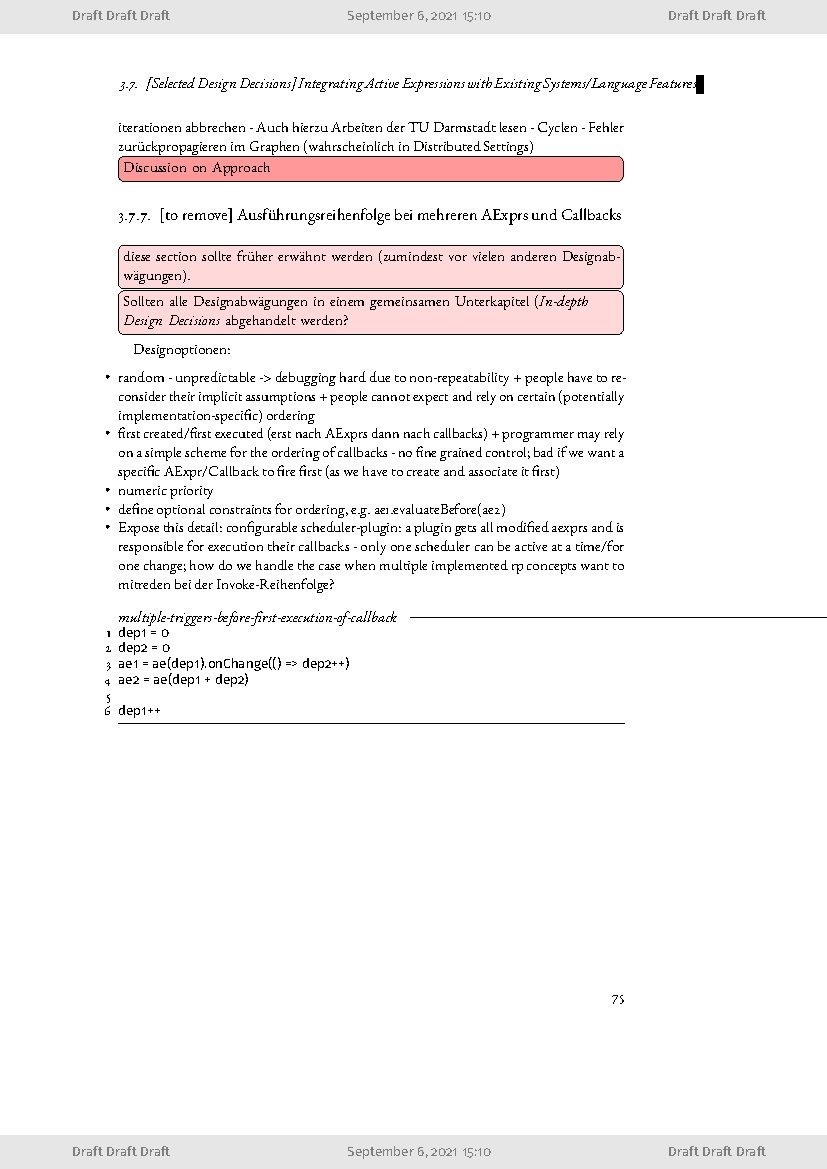 Draft Draft Draft September 6, 2021 15:10 Draft Draft Draft
3.7. [Selected Design Decisions] Integrating Active Expressions with Existing Systems/Language Features
iterationen abbrechen - Auch hierzu Arbeiten der TU Darmstadt lesen - Cyclen - Fehler
zurückpropagieren im Graphen (wahrscheinlich in Distributed Settings)
Discussion on Approach
3.7.7. [to remove] Ausführungsreihenfolge bei mehreren AExprs und Callbacks
diese section sollte früher erwähnt werden (zumindest vor vielen anderen Designab-
wägungen).
Sollten alle Designabwägungen in einem gemeinsamen Unterkapitel (In-depth
Design Decisions abgehandelt werden?
Designoptionen:
• random - unpredictable -> debugging hard due to non-repeatability + people have to re-
consider their implicit assumptions + people cannot expect and rely on certain (potentially
implementation-specific) ordering
• first created/first executed (erst nach AExprs dann nach callbacks) + programmer may rely
on a simple scheme for the ordering of callbacks - no fine grained control; bad if we want a
specific AExpr/Callback to fire first (as we have to create and associate it first)
• numeric priority
• define optional constraints for ordering, e.g. ae1.evaluateBefore(ae2)
• Expose this detail: configurable scheduler-plugin: a plugin gets all modified aexprs and is
responsible for execution their callbacks - only one scheduler can be active at a time/for
one change; how do we handle the case when multiple implemented rp concepts want to
mitreden bei der Invoke-Reihenfolge?
multiple-triggers-before-first-execution-of-callback
1 dep1 = 0
2 dep2 = 0
3 ae1 = ae(dep1).onChange(() => dep2++)
4 ae2 = ae(dep1 + dep2)
5
6 dep1++
75
Draft Draft Draft September 6, 2021 15:10 Draft Draft Draft